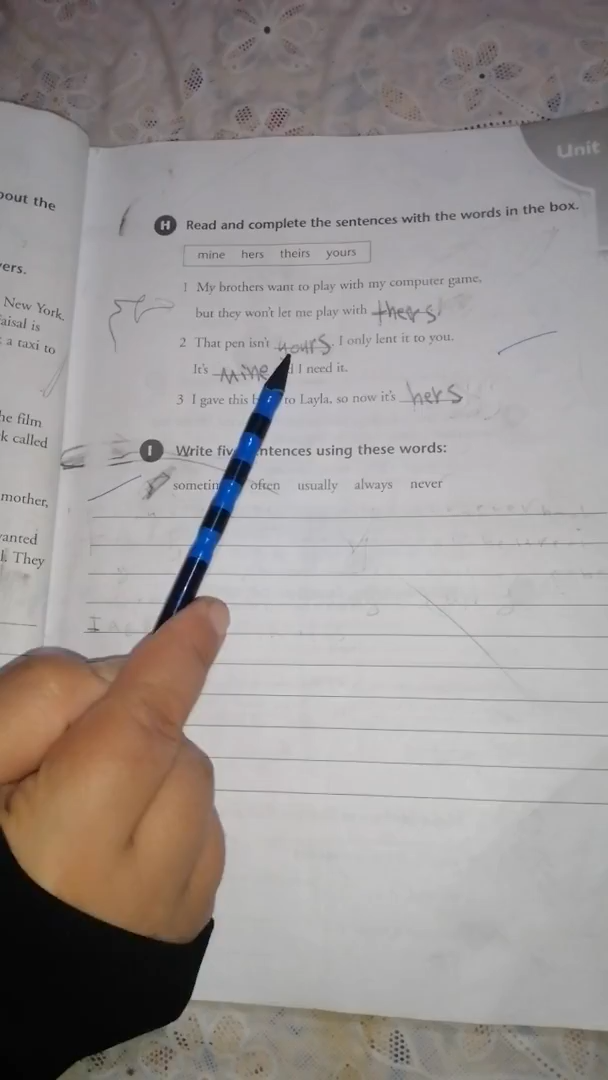 Unit
out the
H Read and complete the sentences with the words in the box.
mine hers theirs yours
ers.
New York.
aisal is
a taxi to
1 My brothers want to play with my computer game,
but they won't let me play with thers.
2 That pen isn't yours. I only lent it to you.
It's mine I need it.
3 I gave this to Layla, so now it's hers
he film
k called
mother,
anted
l. They
I Write five sentences using these words:
often usually always never
I